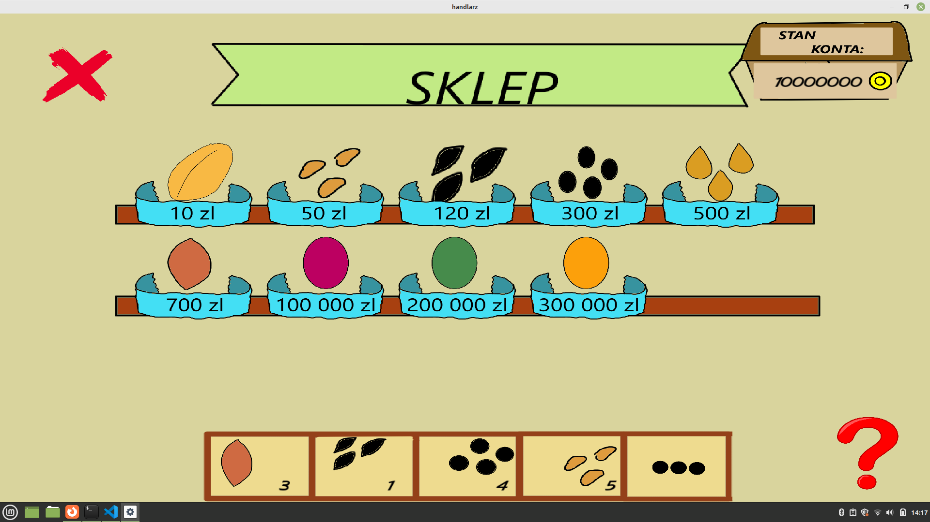 handlarz
STAN
KONTA:
10000000
SKLEP
10 zl
50 zl
120 zl
300 zl
500 zl
700 zl
100 000 zl
200 000 zl
300 000 zl
?
3
1
4
5
14:17